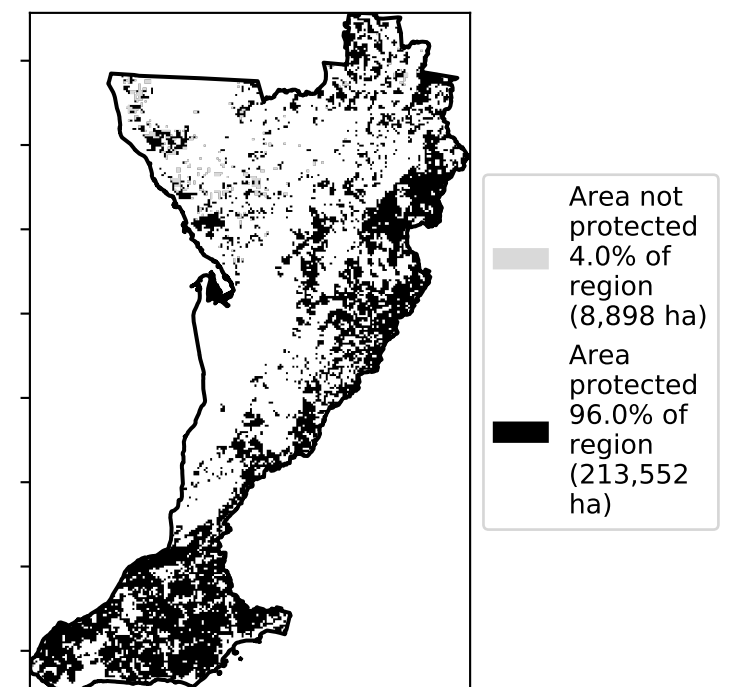 Area not
protected
4.0% of
region
(8,898 ha)
Area
protected
96.0% of
region
(213,552
ha)